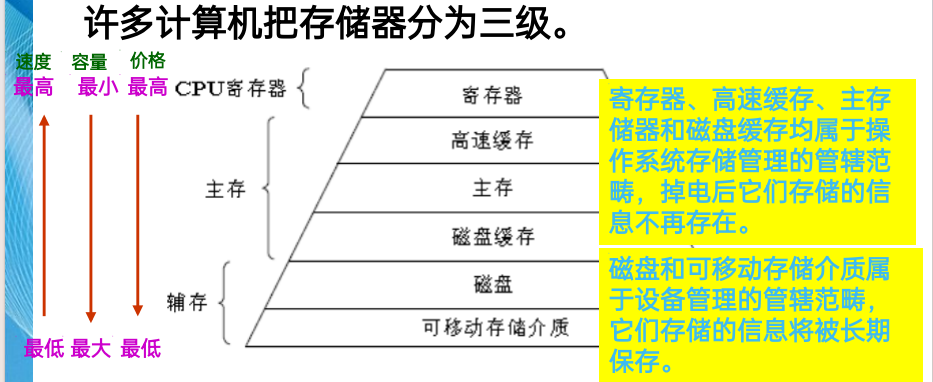 许多计算机把存储器分为三级。
速度 容量 价格
最高 最小 最高
CPU寄存器
寄存器
高速缓存
主存
主存
磁盘缓存
辅存
磁盘
可移动存储介质
最低 最大 最低
寄存器、高速缓存、主存
储器和磁盘缓存均属于操
作系统存储管理的管辖范
畴，掉电后它们存储的信
息不再存在。
磁盘和可移动存储介质属
于设备管理的管辖范畴，
它们存储的信息将被长期
保存。